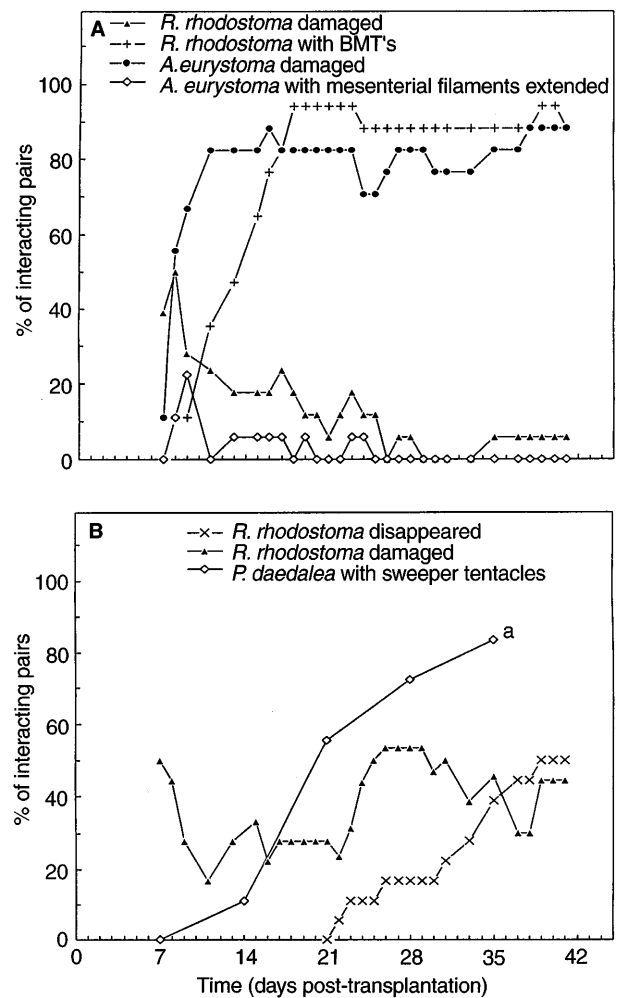 A
R. rhodostoma damaged
R. rhodostoma with BMT's
A.eurystoma damaged
A. eurystoma with mesenterial filaments extended
100
80
60
40
20
0
% of interacting pairs
B
R. rhodostoma disappeared
R. rhodostoma damaged
P. daedalea with sweeper tentacles
a
100
80
60
40
20
0
% of interacting pairs
0 7 14 21 28 35 42
Time (days post-transplantation)